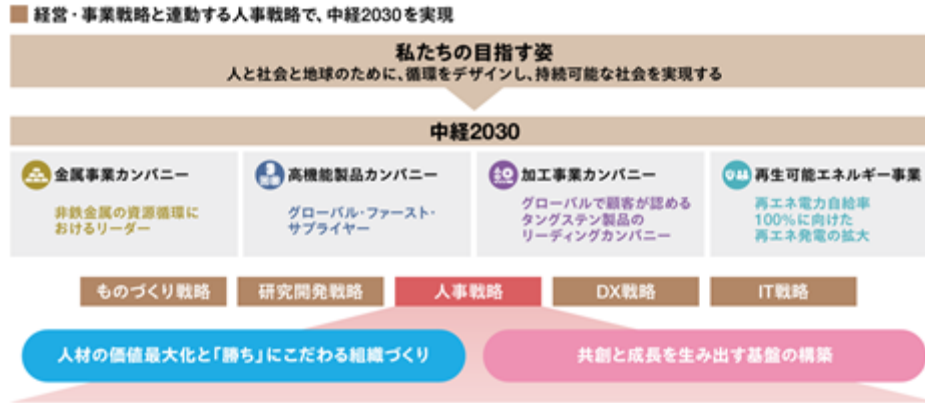 経営・事業戦略と連動する人事戦略で、中経2030を実現
私たちの目指す姿
人と社会と地球のために、循環をデザインし、持続可能な社会を実現する
中経2030
金属事業カンパニー
非鉄金属の資源循環に
おけるリーダー
高機能製品カンパニー
グローバル・ファースト・
サプライヤー
加工事業カンパニー
グローバルで顧客が認める
タングステン製品の
リーディングカンパニー
再生可能エネルギー事業
再エネ電力自給率
100%に向けた
再エネ発電の拡大
ものづくり戦略
研究開発戦略
人事戦略
DX戦略
IT戦略
人材の価値最大化と「勝ち」にこだわる組織づくり
共創と成長を生み出す基盤の構築